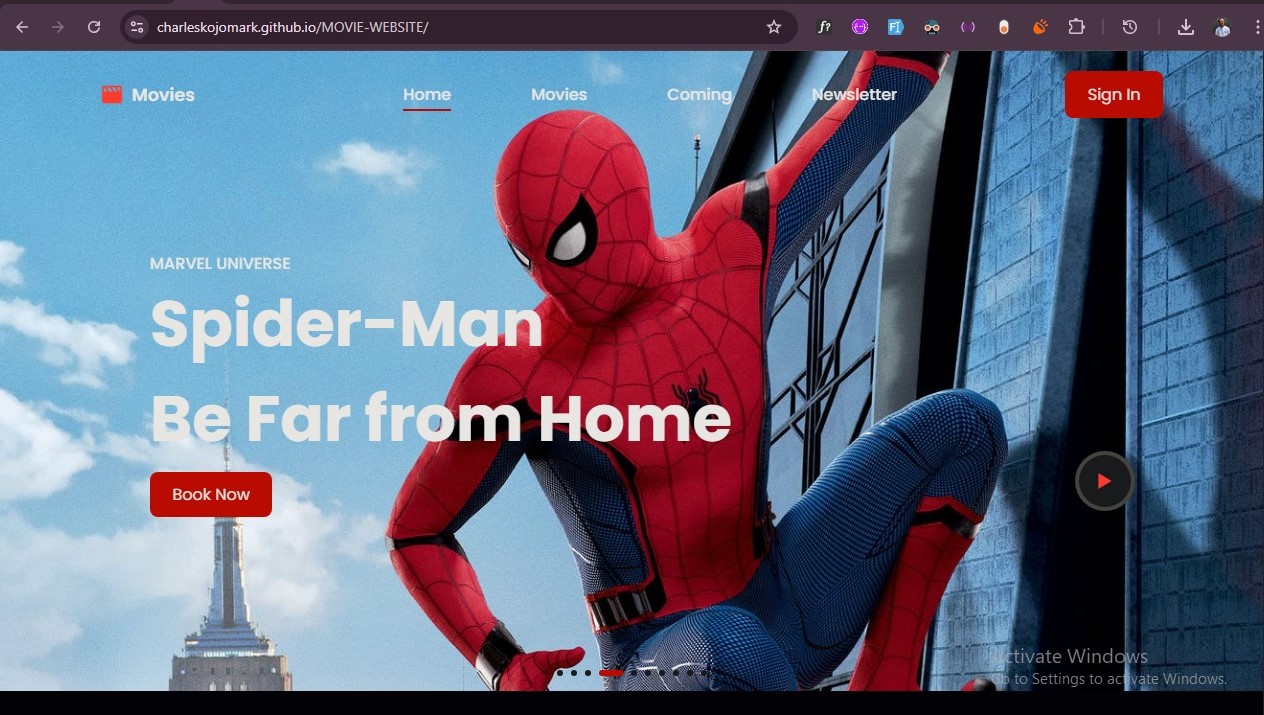 charleskojomark.github.io/MOVIE-WEBSITE/
f?
Movies
Home
Movies
Coming
Newsletter
Sign In
MARVEL UNIVERSE
Spider-Man
Be Far from Home
Book Now
Activate Windows
Go to Settings to activate Windows.